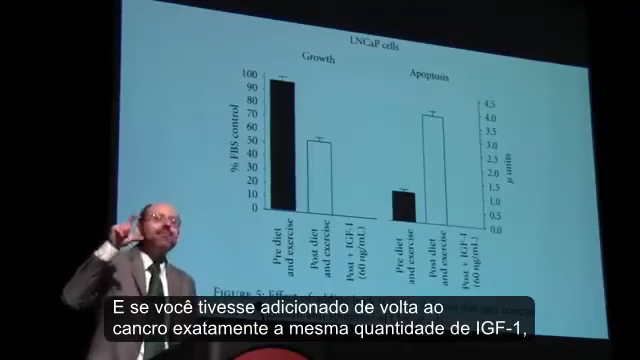 LNCaP cells
Growth
Apoptosis
% FBS control
100
90
80
70
60
50
40
30
20
10
0
4.5
4.0
3.5
3.0
2.5
2.0
1.5
1.0
0.5
0.0
μ units
Pre diet
and exercise
Post diet
and exercise
Post + IGF-I
(60 ng/mL)
Pre diet
and exercise
Post diet
and exercise
Post + IGF-I
(60 ng/mL)
FIGURE 5:
E se você tivesse adicionado de volta ao
cancro exatamente a mesma quantidade de IGF-1,